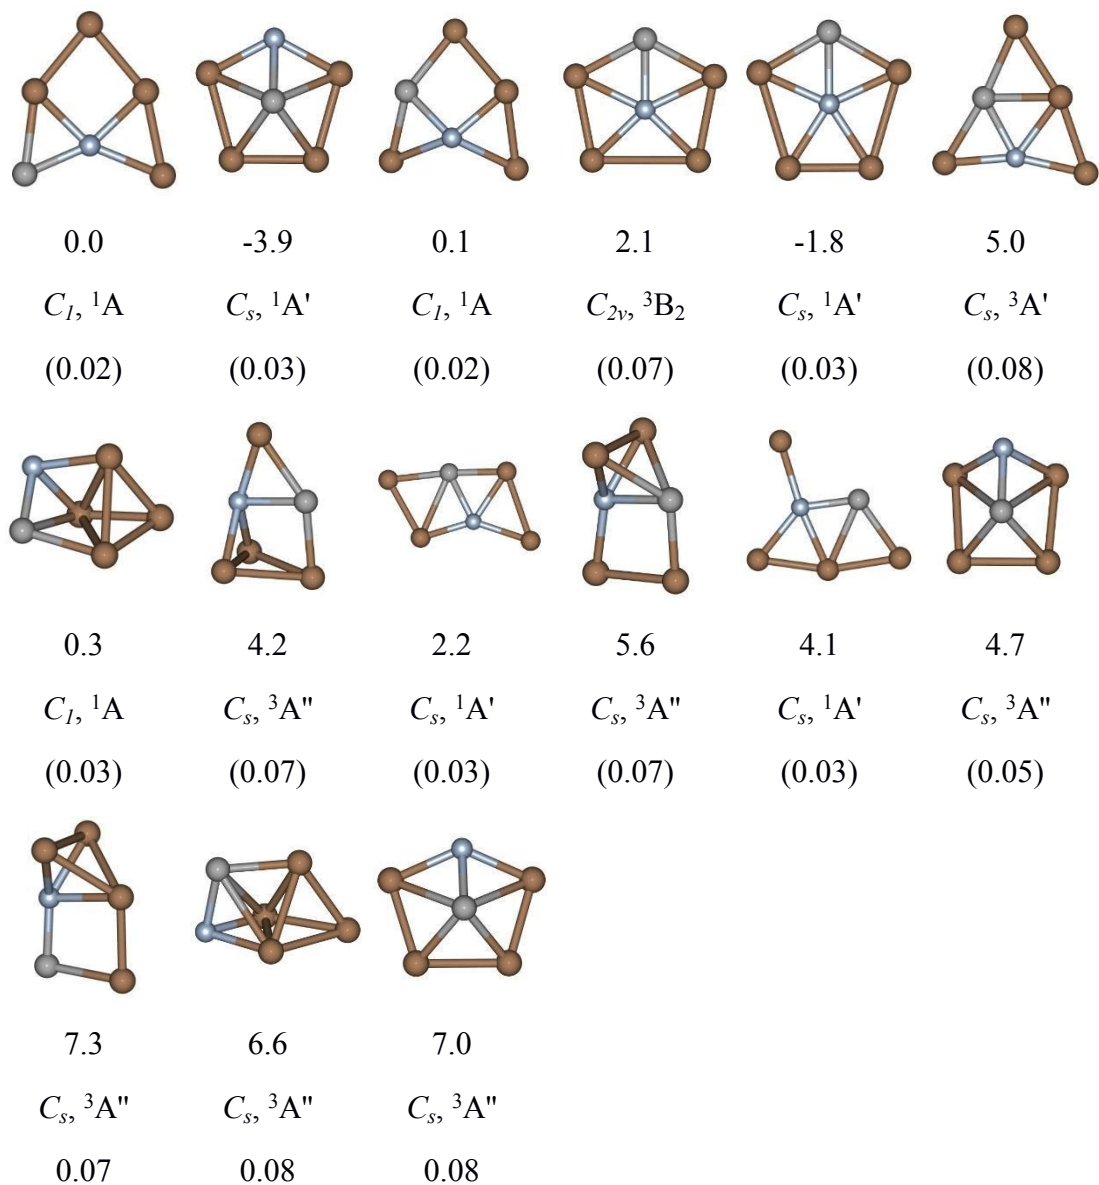 0.0 -3.9 0.1 2.1 -1.8 5.0
C1, 1A Cs, 1A' C1, 1A C2v, 3B2 Cs, 1A' Cs, 3A'
(0.02) (0.03) (0.02) (0.07) (0.03) (0.08)
0.3 4.2 2.2 5.6 4.1 4.7
C1, 1A Cs, 3A" Cs, 1A' Cs, 3A" Cs, 1A' Cs, 3A"
(0.03) (0.07) (0.03) (0.07) (0.03) (0.05)
7.3 6.6 7.0
Cs, 3A" Cs, 3A" Cs, 3A"
0.07 0.08 0.08